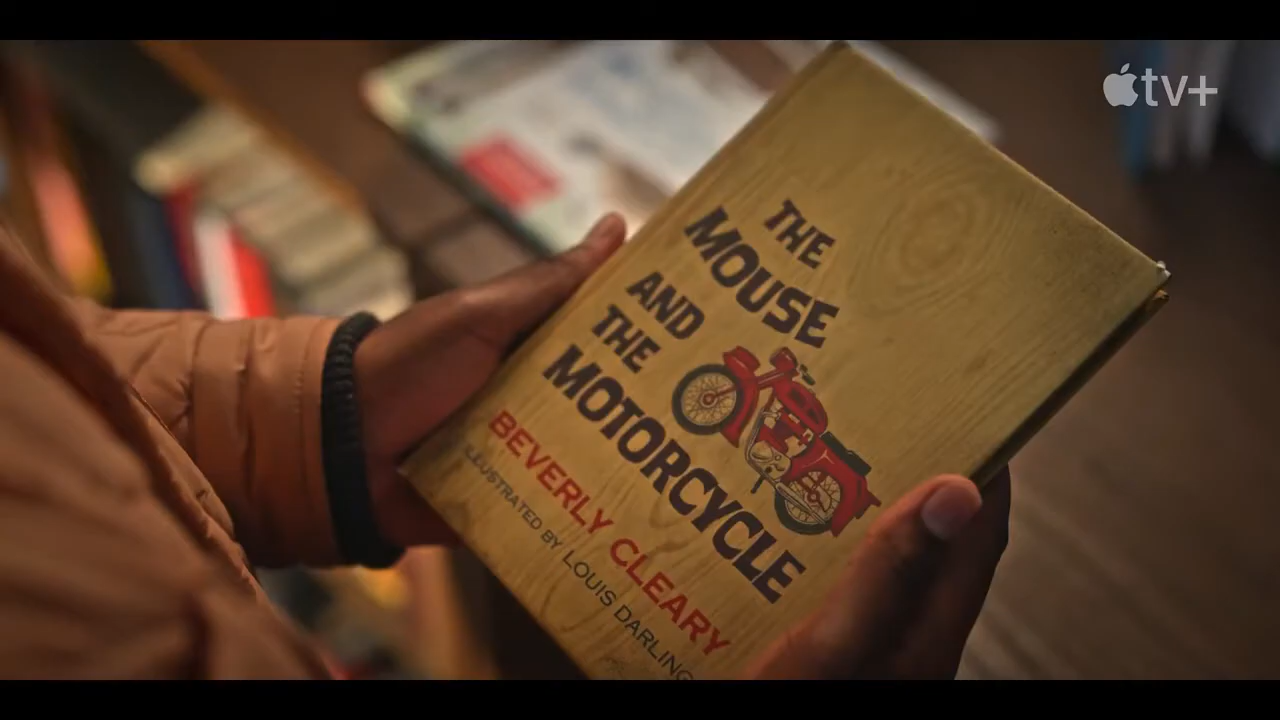 tv+
THE
MOUSE
AND
THE
MOTORCYCLE
BEVERLY CLEARY
ILLUSTRATED BY LOUIS DARLING